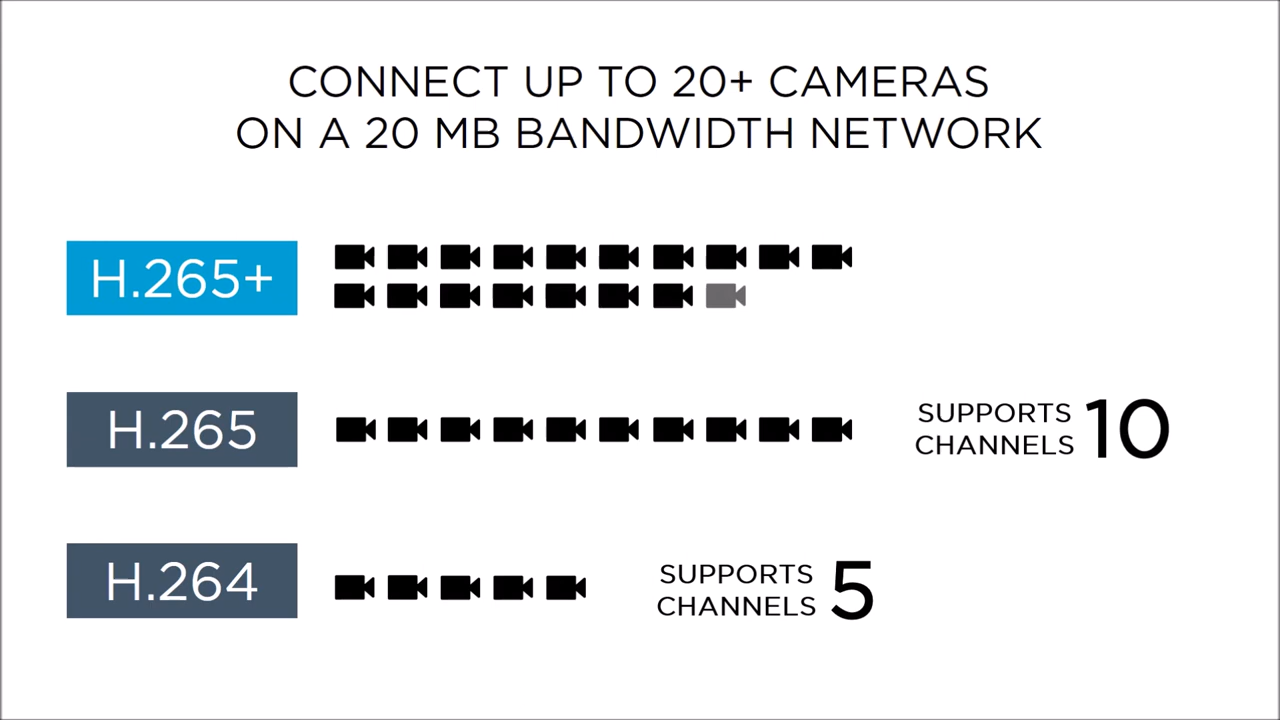 CONNECT UP TO 20+ CAMERAS
ON A 20 MB BANDWIDTH NETWORK
H.265+
H.265
SUPPORTS
CHANNELS
10
H.264
SUPPORTS
CHANNELS
5